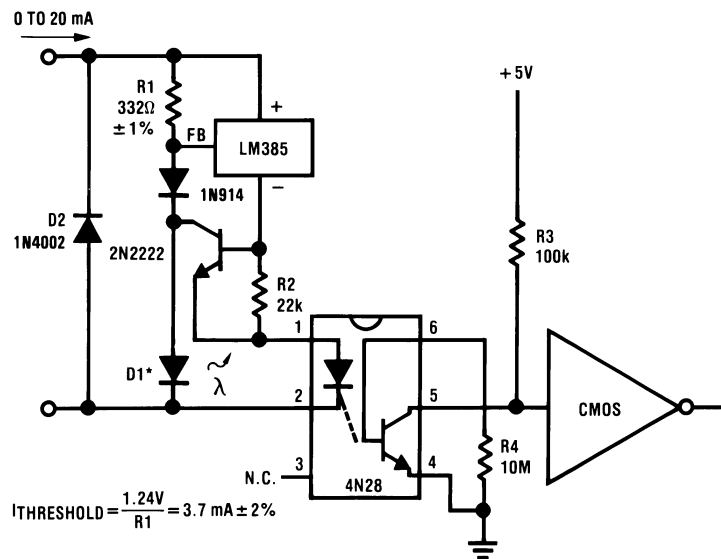 0 TO 20 mA
R1
332Ω
±1%
+5V
FB
+
LM385
−
1N914
D2
1N4002
2N2222
R3
100k
R2
22k
1
6
D1*
λ
2
5
CMOS
R4
10M
3
4
N.C.
4N28
ITHRESHOLD = 1.24V / R1 = 3.7 mA ± 2%